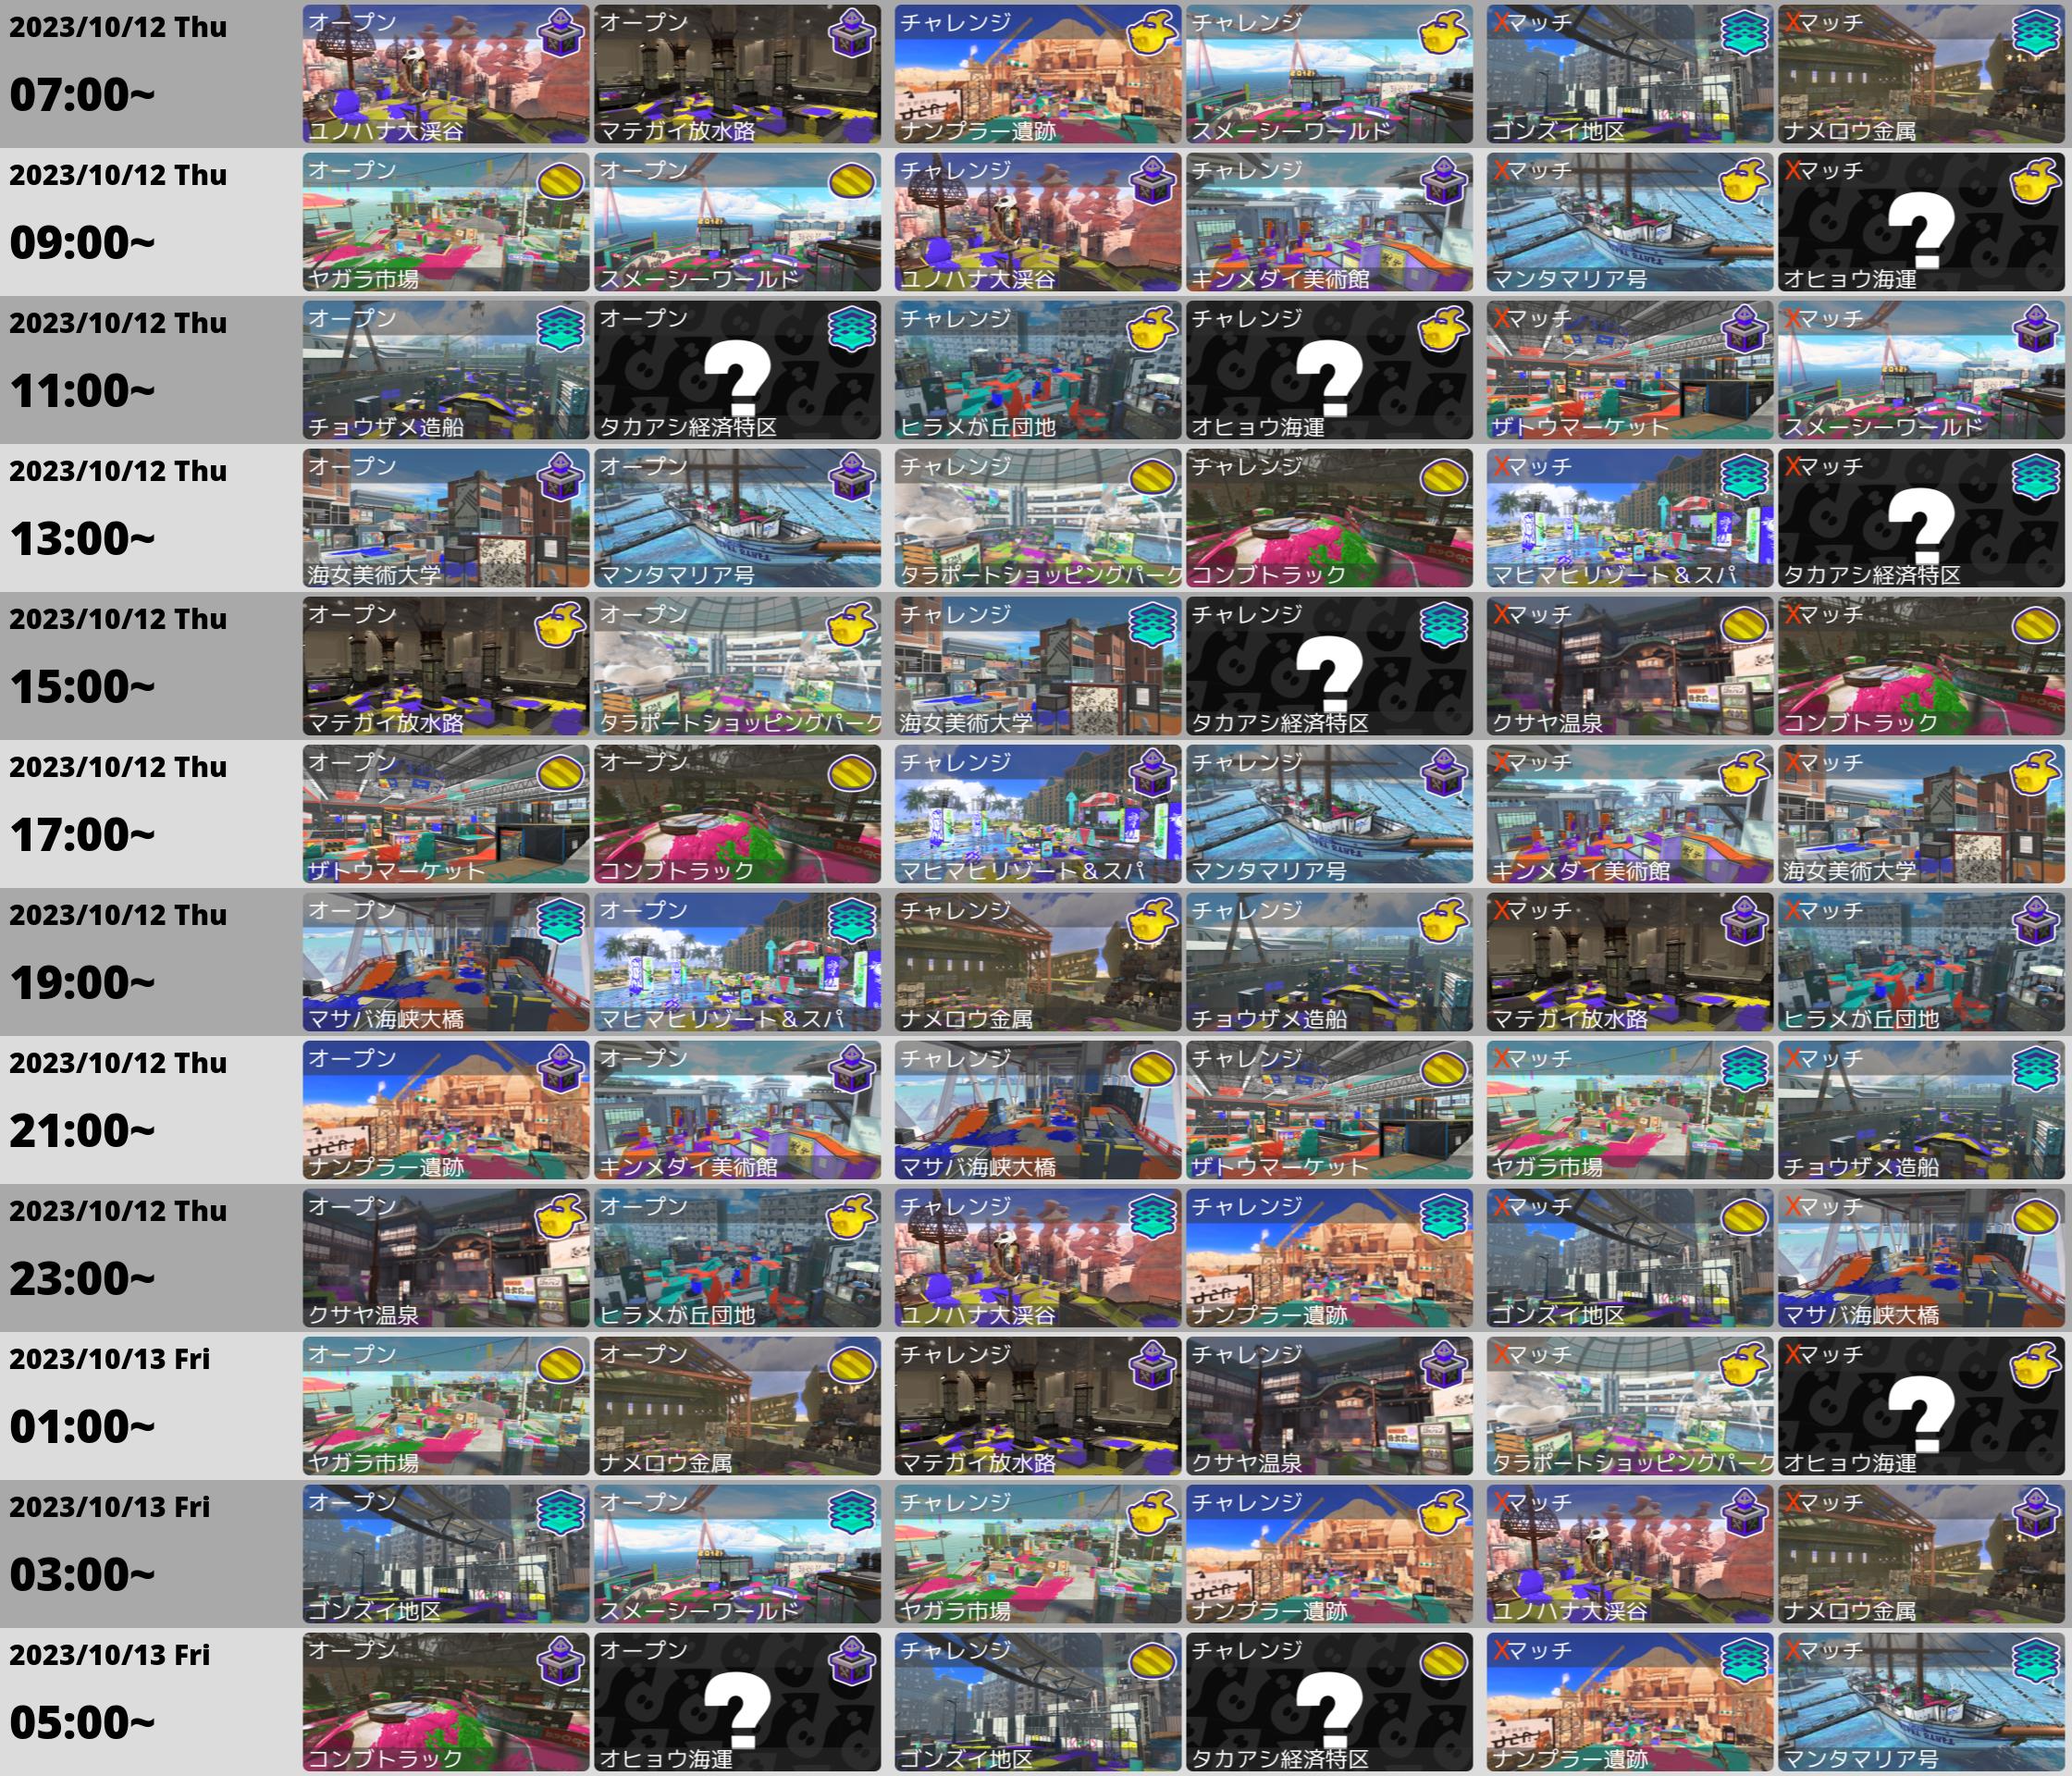 2023/10/12 Thu
07:00~
オープン オープン チャレンジ チャレンジ Xマッチ Xマッチ
ユノハナ大渓谷 マテガイ放水路 ナンプラー遺跡 スメーシーワールド ゴンズイ地区 ナメロウ金属
2023/10/12 Thu
09:00~
オープン オープン チャレンジ チャレンジ Xマッチ Xマッチ
ヤガラ市場 スメーシーワールド ユノハナ大渓谷 キンメダイ美術館 マンタマリア号 オヒョウ海運
2023/10/12 Thu
11:00~
オープン オープン チャレンジ チャレンジ Xマッチ Xマッチ
チョウザメ造船 タカアシ経済特区 ヒラメが丘団地 オヒョウ海運 ザトウマーケット スメーシーワールド
2023/10/12 Thu
13:00~
オープン オープン チャレンジ チャレンジ Xマッチ Xマッチ
海女美術大学 マンタマリア号 タラポートショッピングパーク コンブトラック マヒマヒリゾート＆スパ タカアシ経済特区
2023/10/12 Thu
15:00~
オープン オープン チャレンジ チャレンジ Xマッチ Xマッチ
マテガイ放水路 タラポートショッピングパーク 海女美術大学 タカアシ経済特区 クサヤ温泉 コンブトラック
2023/10/12 Thu
17:00~
オープン オープン チャレンジ チャレンジ Xマッチ Xマッチ
ザトウマーケット コンブトラック マヒマヒリゾート＆スパ マンタマリア号 キンメダイ美術館 海女美術大学
2023/10/12 Thu
19:00~
オープン オープン チャレンジ チャレンジ Xマッチ Xマッチ
マサバ海峡大橋 マヒマヒリゾート＆スパ ナメロウ金属 チョウザメ造船 マテガイ放水路 ヒラメが丘団地
2023/10/12 Thu
21:00~
オープン オープン チャレンジ チャレンジ Xマッチ Xマッチ
ナンプラー遺跡 キンメダイ美術館 マサバ海峡大橋 ザトウマーケット ヤガラ市場 チョウザメ造船
2023/10/12 Thu
23:00~
オープン オープン チャレンジ チャレンジ Xマッチ Xマッチ
クサヤ温泉 ヒラメが丘団地 ユノハナ大渓谷 ナンプラー遺跡 ゴンズイ地区 マサバ海峡大橋
2023/10/13 Fri
01:00~
オープン オープン チャレンジ チャレンジ Xマッチ Xマッチ
ヤガラ市場 ナメロウ金属 マテガイ放水路 クサヤ温泉 タラポートショッピングパーク オヒョウ海運
2023/10/13 Fri
03:00~
オープン オープン チャレンジ チャレンジ Xマッチ Xマッチ
ゴンズイ地区 スメーシーワールド ヤガラ市場 ナンプラー遺跡 ユノハナ大渓谷 ナメロウ金属
2023/10/13 Fri
05:00~
オープン オープン チャレンジ チャレンジ Xマッチ Xマッチ
コンブトラック オヒョウ海運 ゴンズイ地区 タカアシ経済特区 ナンプラー遺跡 マンタマリア号